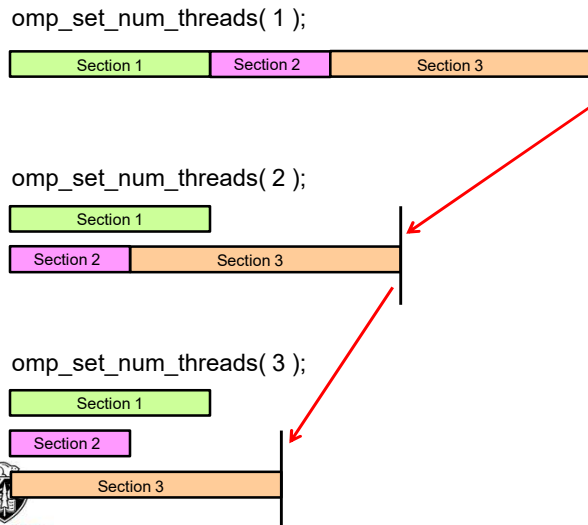 omp_set_num_threads( 1 );
Section 1 Section 2 Section 3
omp_set_num_threads( 2 );
Section 1
Section 2 Section 3
omp_set_num_threads( 3 );
Section 1
Section 2
Section 3